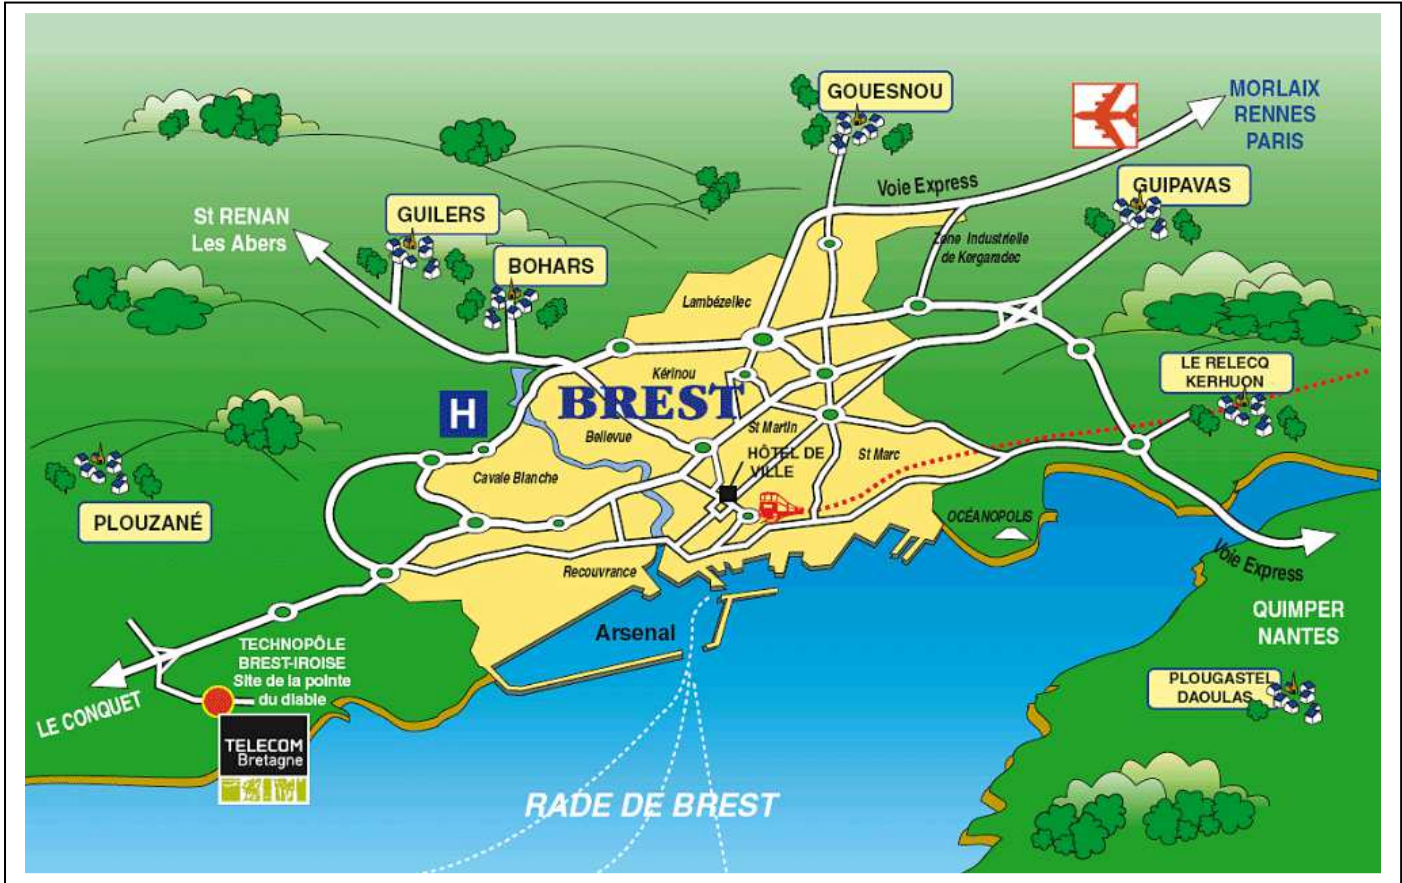 GOUESNOU
MORLAIX
RENNES
PARIS
Voie Express
GUIPAVAS
St RENAN
Les Abers
GUILERS
BOHARS
Zone Industrielle
de Kergaradec
Lambézellec
LE RELECQ
KERHUON
Kérinou
BREST
H
Bellevue
St Martin
St Marc
HÔTEL DE
VILLE
Cavale Blanche
PLOUZANÉ
OCÉANOPOLIS
Voie Express
Recouvrance
QUIMPER
NANTES
Arsenal
TECHNOPÔLE
BREST-IROISE
Site de la pointe
du diable
PLOUGASTEL
DAOULAS
LE CONQUET
TELECOM
Bretagne
RADE DE BREST